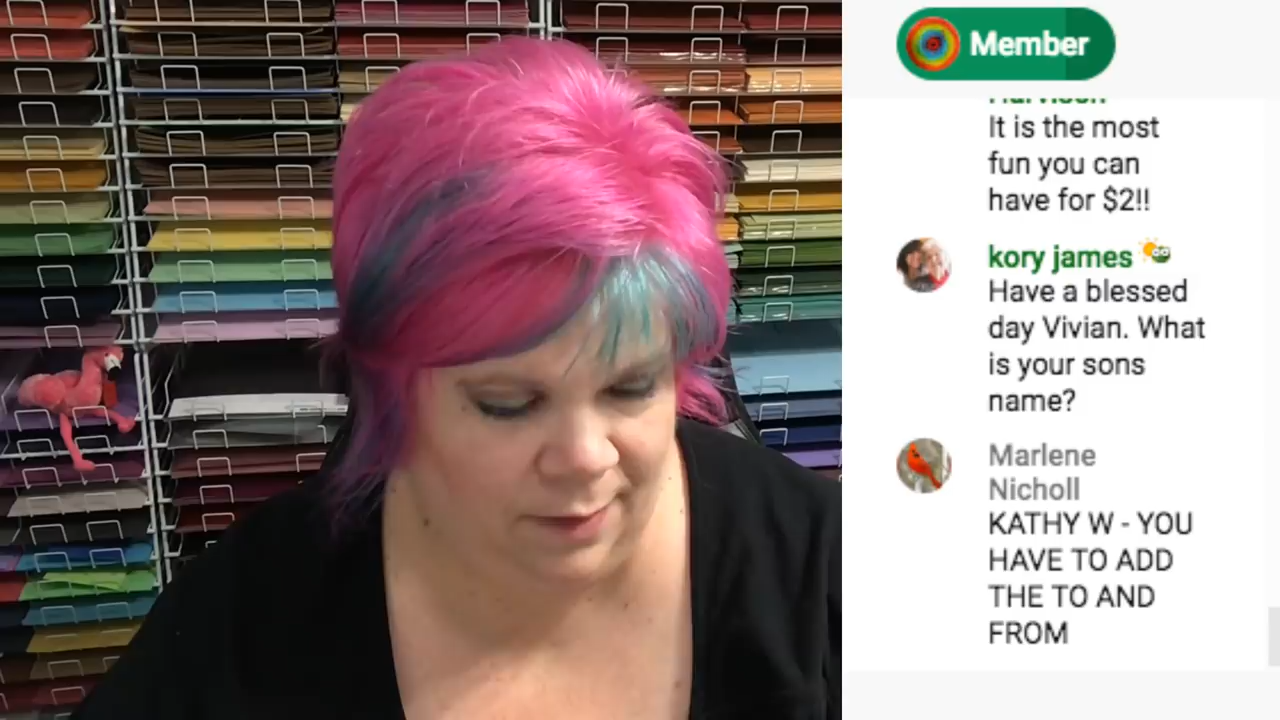 Member
It is the most
fun you can
have for $2!!
kory james
Have a blessed
day Vivian. What
is your sons
name?
Marlene
Nicholl
KATHY W - YOU
HAVE TO ADD
THE TO AND
FROM